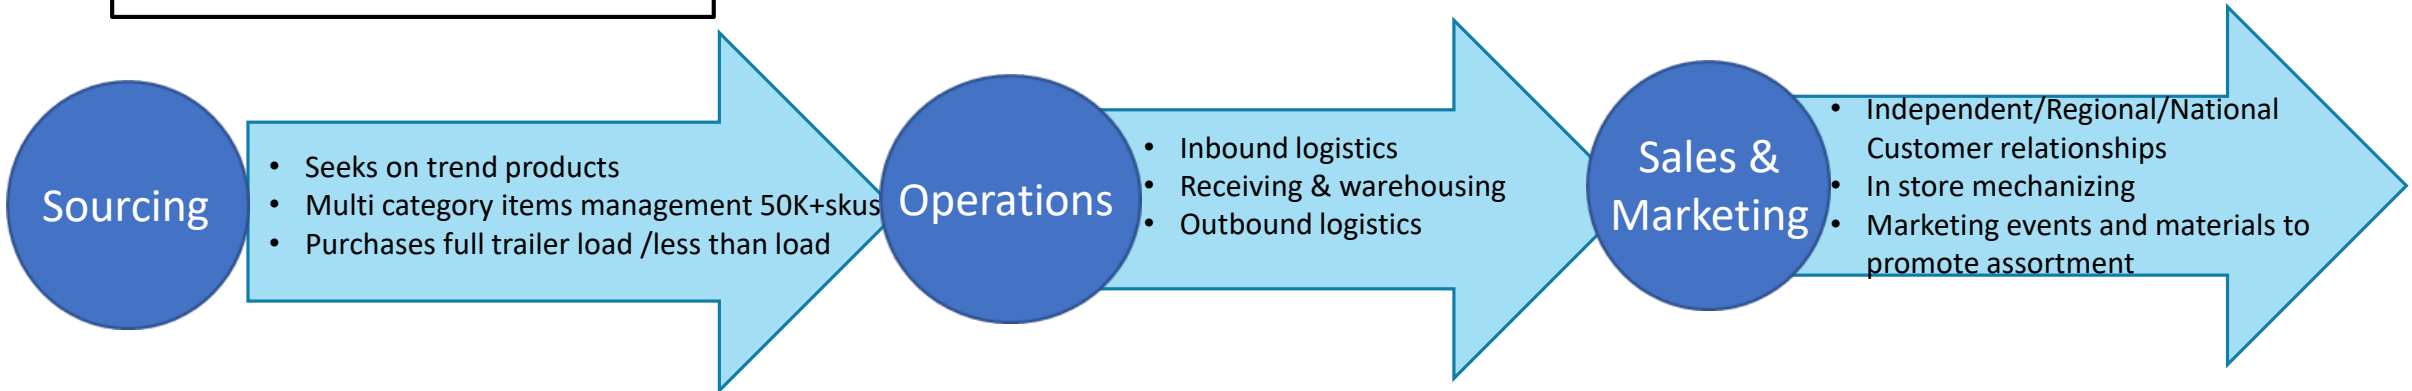 Sourcing
• Seeks on trend products
• Multi category items management 50K+skus
• Purchases full trailer load /less than load
Operations
• Inbound logistics
• Receiving & warehousing
• Outbound logistics
Sales &
Marketing
• Independent/Regional/National
Customer relationships
• In store mechanizing
• Marketing events and materials to
promote assortment